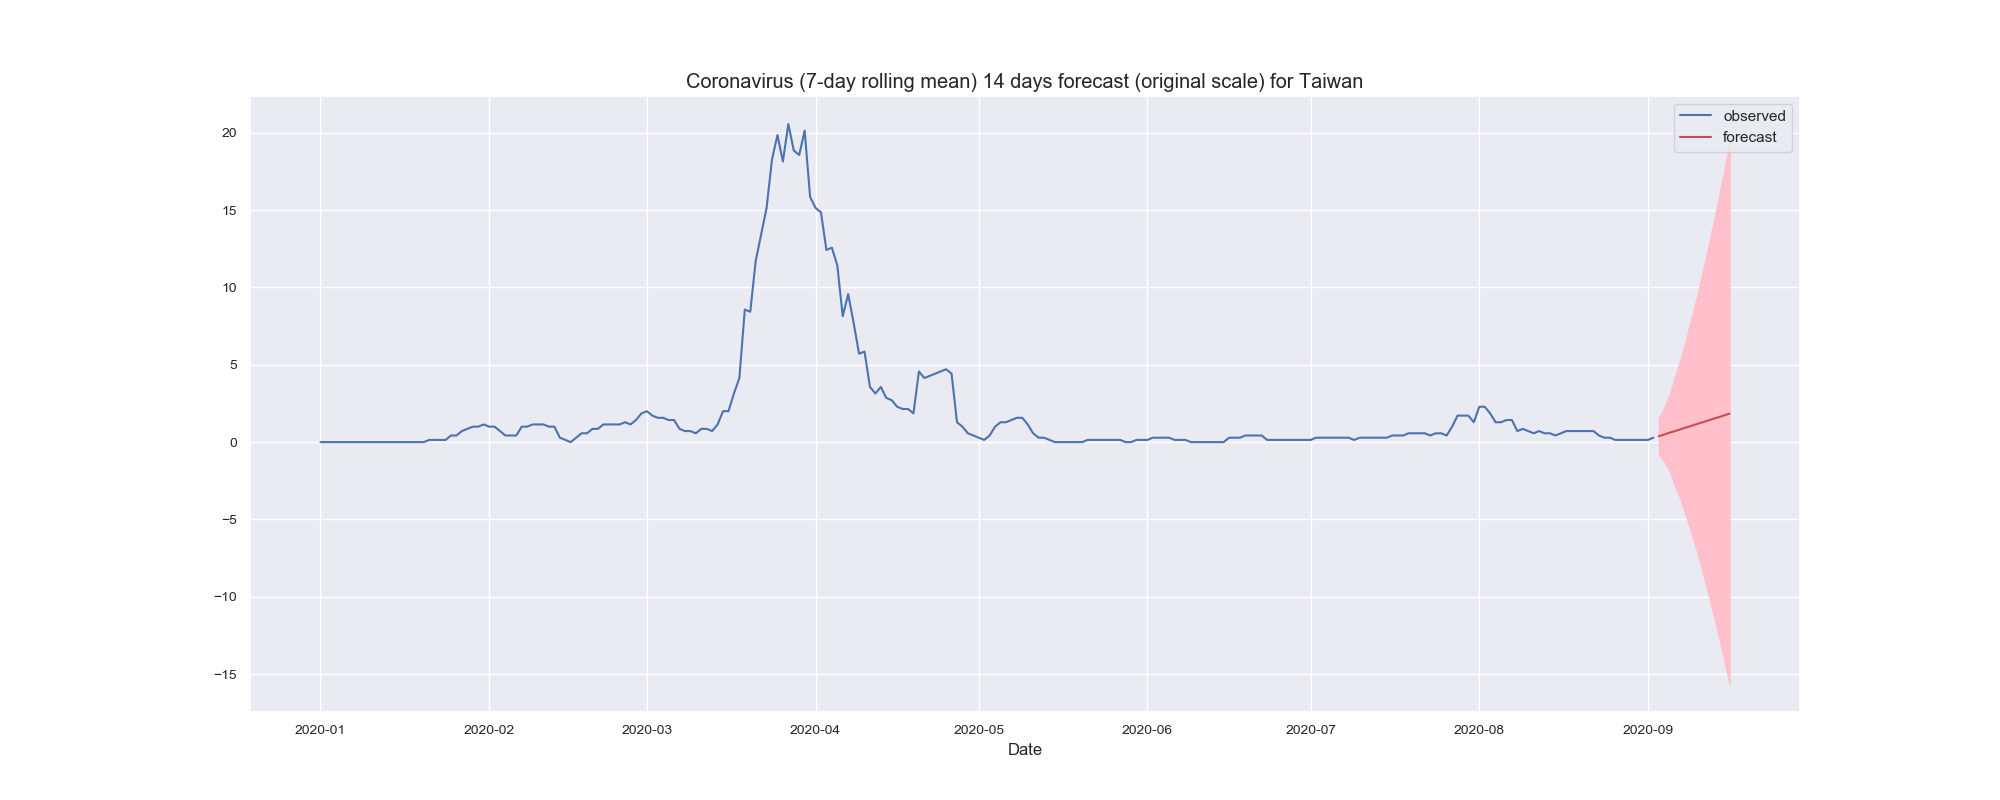 Coronavirus (7-day rolling mean) 14 days forecast (original scale) for Taiwan
observed
forecast
20
15
10
5
0
−5
−10
−15
2020-01 2020-02 2020-03 2020-04 2020-05 2020-06 2020-07 2020-08 2020-09
Date